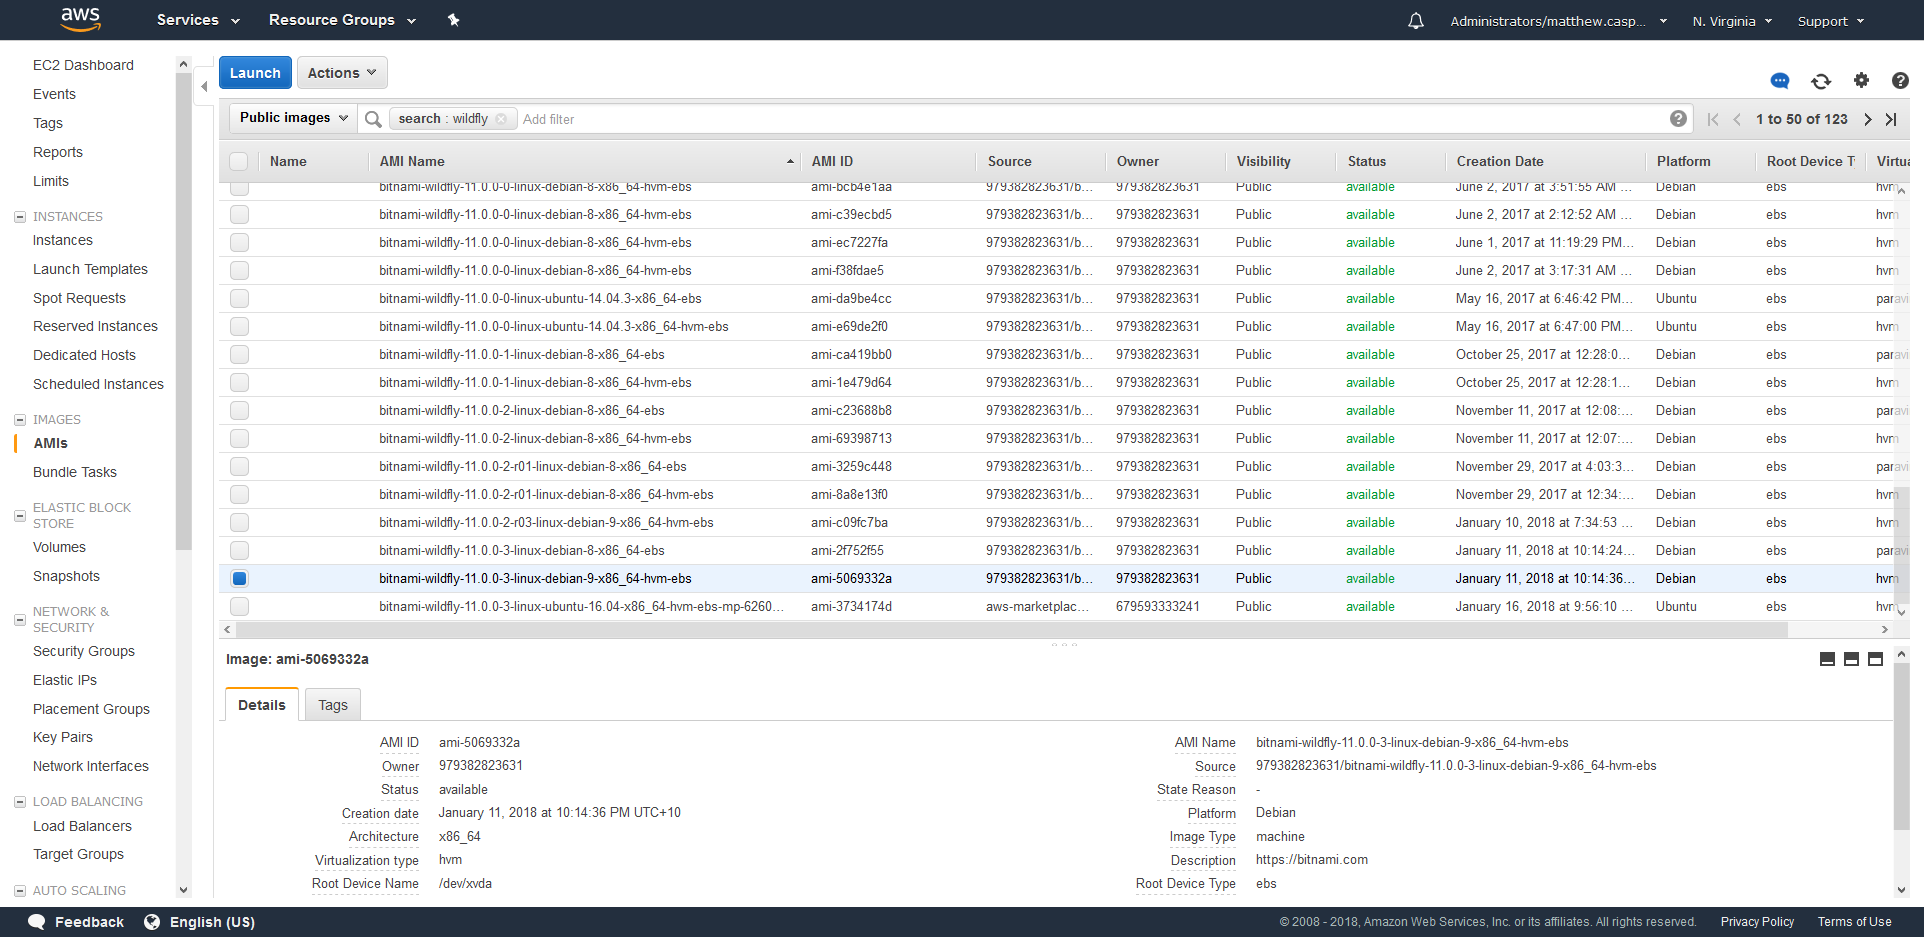 aws Services Resource Groups Administrators/matthew.casp... N. Virginia Support
EC2 Dashboard
Events
Tags
Reports
Limits
INSTANCES
Instances
Launch Templates
Spot Requests
Reserved Instances
Dedicated Hosts
Scheduled Instances
IMAGES
AMIs
Bundle Tasks
ELASTIC BLOCK
STORE
Volumes
Snapshots
NETWORK &
SECURITY
Security Groups
Elastic IPs
Placement Groups
Key Pairs
Network Interfaces
LOAD BALANCING
Load Balancers
Target Groups
AUTO SCALING
Launch Actions
Public images search : wildfly Add filter 1 to 50 of 123
Name AMI Name AMI ID Source Owner Visibility Status Creation Date Platform Root Device T Virtua
bitnami-wildfly-11.0.0-0-linux-debian-8-x86_64-hvm-ebs ami-bcb4e1aa 979382823631/b... 979382823631 Public available June 2, 2017 at 3:51:55 AM ... Debian ebs hvm
bitnami-wildfly-11.0.0-0-linux-debian-8-x86_64-hvm-ebs ami-c39ecbd5 979382823631/b... 979382823631 Public available June 2, 2017 at 2:12:52 AM ... Debian ebs hvm
bitnami-wildfly-11.0.0-0-linux-debian-8-x86_64-hvm-ebs ami-ec7227fa 979382823631/b... 979382823631 Public available June 1, 2017 at 11:19:29 PM... Debian ebs hvm
bitnami-wildfly-11.0.0-0-linux-debian-8-x86_64-hvm-ebs ami-f38fdae5 979382823631/b... 979382823631 Public available June 2, 2017 at 3:17:31 AM ... Debian ebs hvm
bitnami-wildfly-11.0.0-0-linux-ubuntu-14.04.3-x86_64-ebs ami-da9be4cc 979382823631/b... 979382823631 Public available May 16, 2017 at 6:46:42 PM... Ubuntu ebs paravi
bitnami-wildfly-11.0.0-0-linux-ubuntu-14.04.3-x86_64-hvm-ebs ami-e69de2f0 979382823631/b... 979382823631 Public available May 16, 2017 at 6:47:00 PM... Ubuntu ebs hvm
bitnami-wildfly-11.0.0-1-linux-debian-8-x86_64-ebs ami-ca419bb0 979382823631/b... 979382823631 Public available October 25, 2017 at 12:28:0... Debian ebs paravi
bitnami-wildfly-11.0.0-1-linux-debian-8-x86_64-hvm-ebs ami-1e479d64 979382823631/b... 979382823631 Public available October 25, 2017 at 12:28:1... Debian ebs hvm
bitnami-wildfly-11.0.0-2-linux-debian-8-x86_64-ebs ami-c23688b8 979382823631/b... 979382823631 Public available November 11, 2017 at 12:08:... Debian ebs paravi
bitnami-wildfly-11.0.0-2-linux-debian-8-x86_64-hvm-ebs ami-69398713 979382823631/b... 979382823631 Public available November 11, 2017 at 12:07:... Debian ebs hvm
bitnami-wildfly-11.0.0-2-r01-linux-debian-8-x86_64-ebs ami-3259c448 979382823631/b... 979382823631 Public available November 29, 2017 at 4:03:3... Debian ebs paravi
bitnami-wildfly-11.0.0-2-r01-linux-debian-8-x86_64-hvm-ebs ami-8a8e13f0 979382823631/b... 979382823631 Public available November 29, 2017 at 12:34:... Debian ebs hvm
bitnami-wildfly-11.0.0-2-r03-linux-debian-9-x86_64-hvm-ebs ami-c09fc7ba 979382823631/b... 979382823631 Public available January 10, 2018 at 7:34:53 ... Debian ebs hvm
bitnami-wildfly-11.0.0-3-linux-debian-8-x86_64-ebs ami-2f752f55 979382823631/b... 979382823631 Public available January 11, 2018 at 10:14:24... Debian ebs paravi
bitnami-wildfly-11.0.0-3-linux-debian-9-x86_64-hvm-ebs ami-5069332a 979382823631/b... 979382823631 Public available January 11, 2018 at 10:14:36... Debian ebs hvm
bitnami-wildfly-11.0.0-3-linux-ubuntu-16.04-x86_64-hvm-ebs-mp-6260... ami-3734174d aws-marketplac... 679593333241 Public available January 16, 2018 at 9:56:10 ... Ubuntu ebs hvm
Image: ami-5069332a
Details Tags
AMI ID ami-5069332a AMI Name bitnami-wildfly-11.0.0-3-linux-debian-9-x86_64-hvm-ebs
Owner 979382823631 Source 979382823631/bitnami-wildfly-11.0.0-3-linux-debian-9-x86_64-hvm-ebs
Status available State Reason -
Creation date January 11, 2018 at 10:14:36 PM UTC+10 Platform Debian
Architecture x86_64 Image Type machine
Virtualization type hvm Description https://bitnami.com
Root Device Name /dev/xvda Root Device Type ebs
Feedback English (US) © 2008 - 2018, Amazon Web Services, Inc. or its affiliates. All rights reserved. Privacy Policy Terms of Use